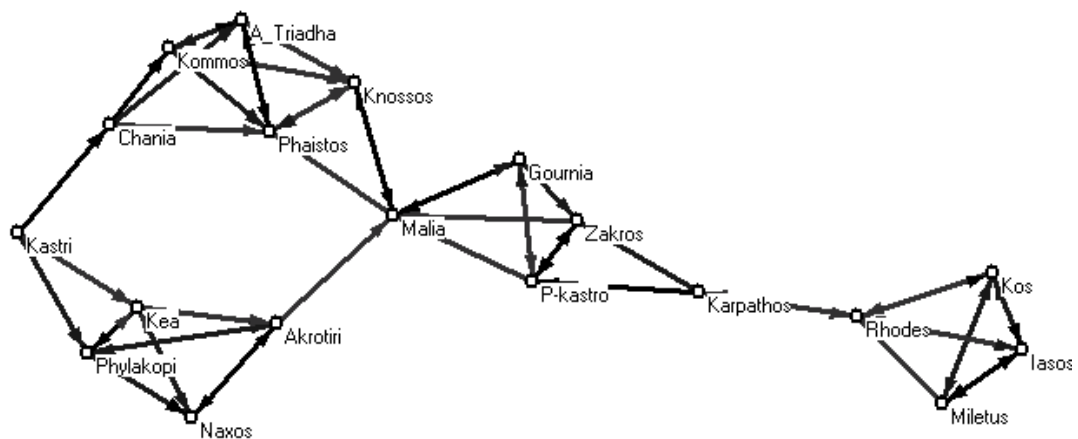 A_Triadha
Kommos
Knossos
Chania
Phaistos
Gournia
Malia
Zakros
Kastri
P-kastro
Karpathos
Kos
Kea
Akrotiri
Rhodes
Phylakopi
Iasos
Naxos
Miletus